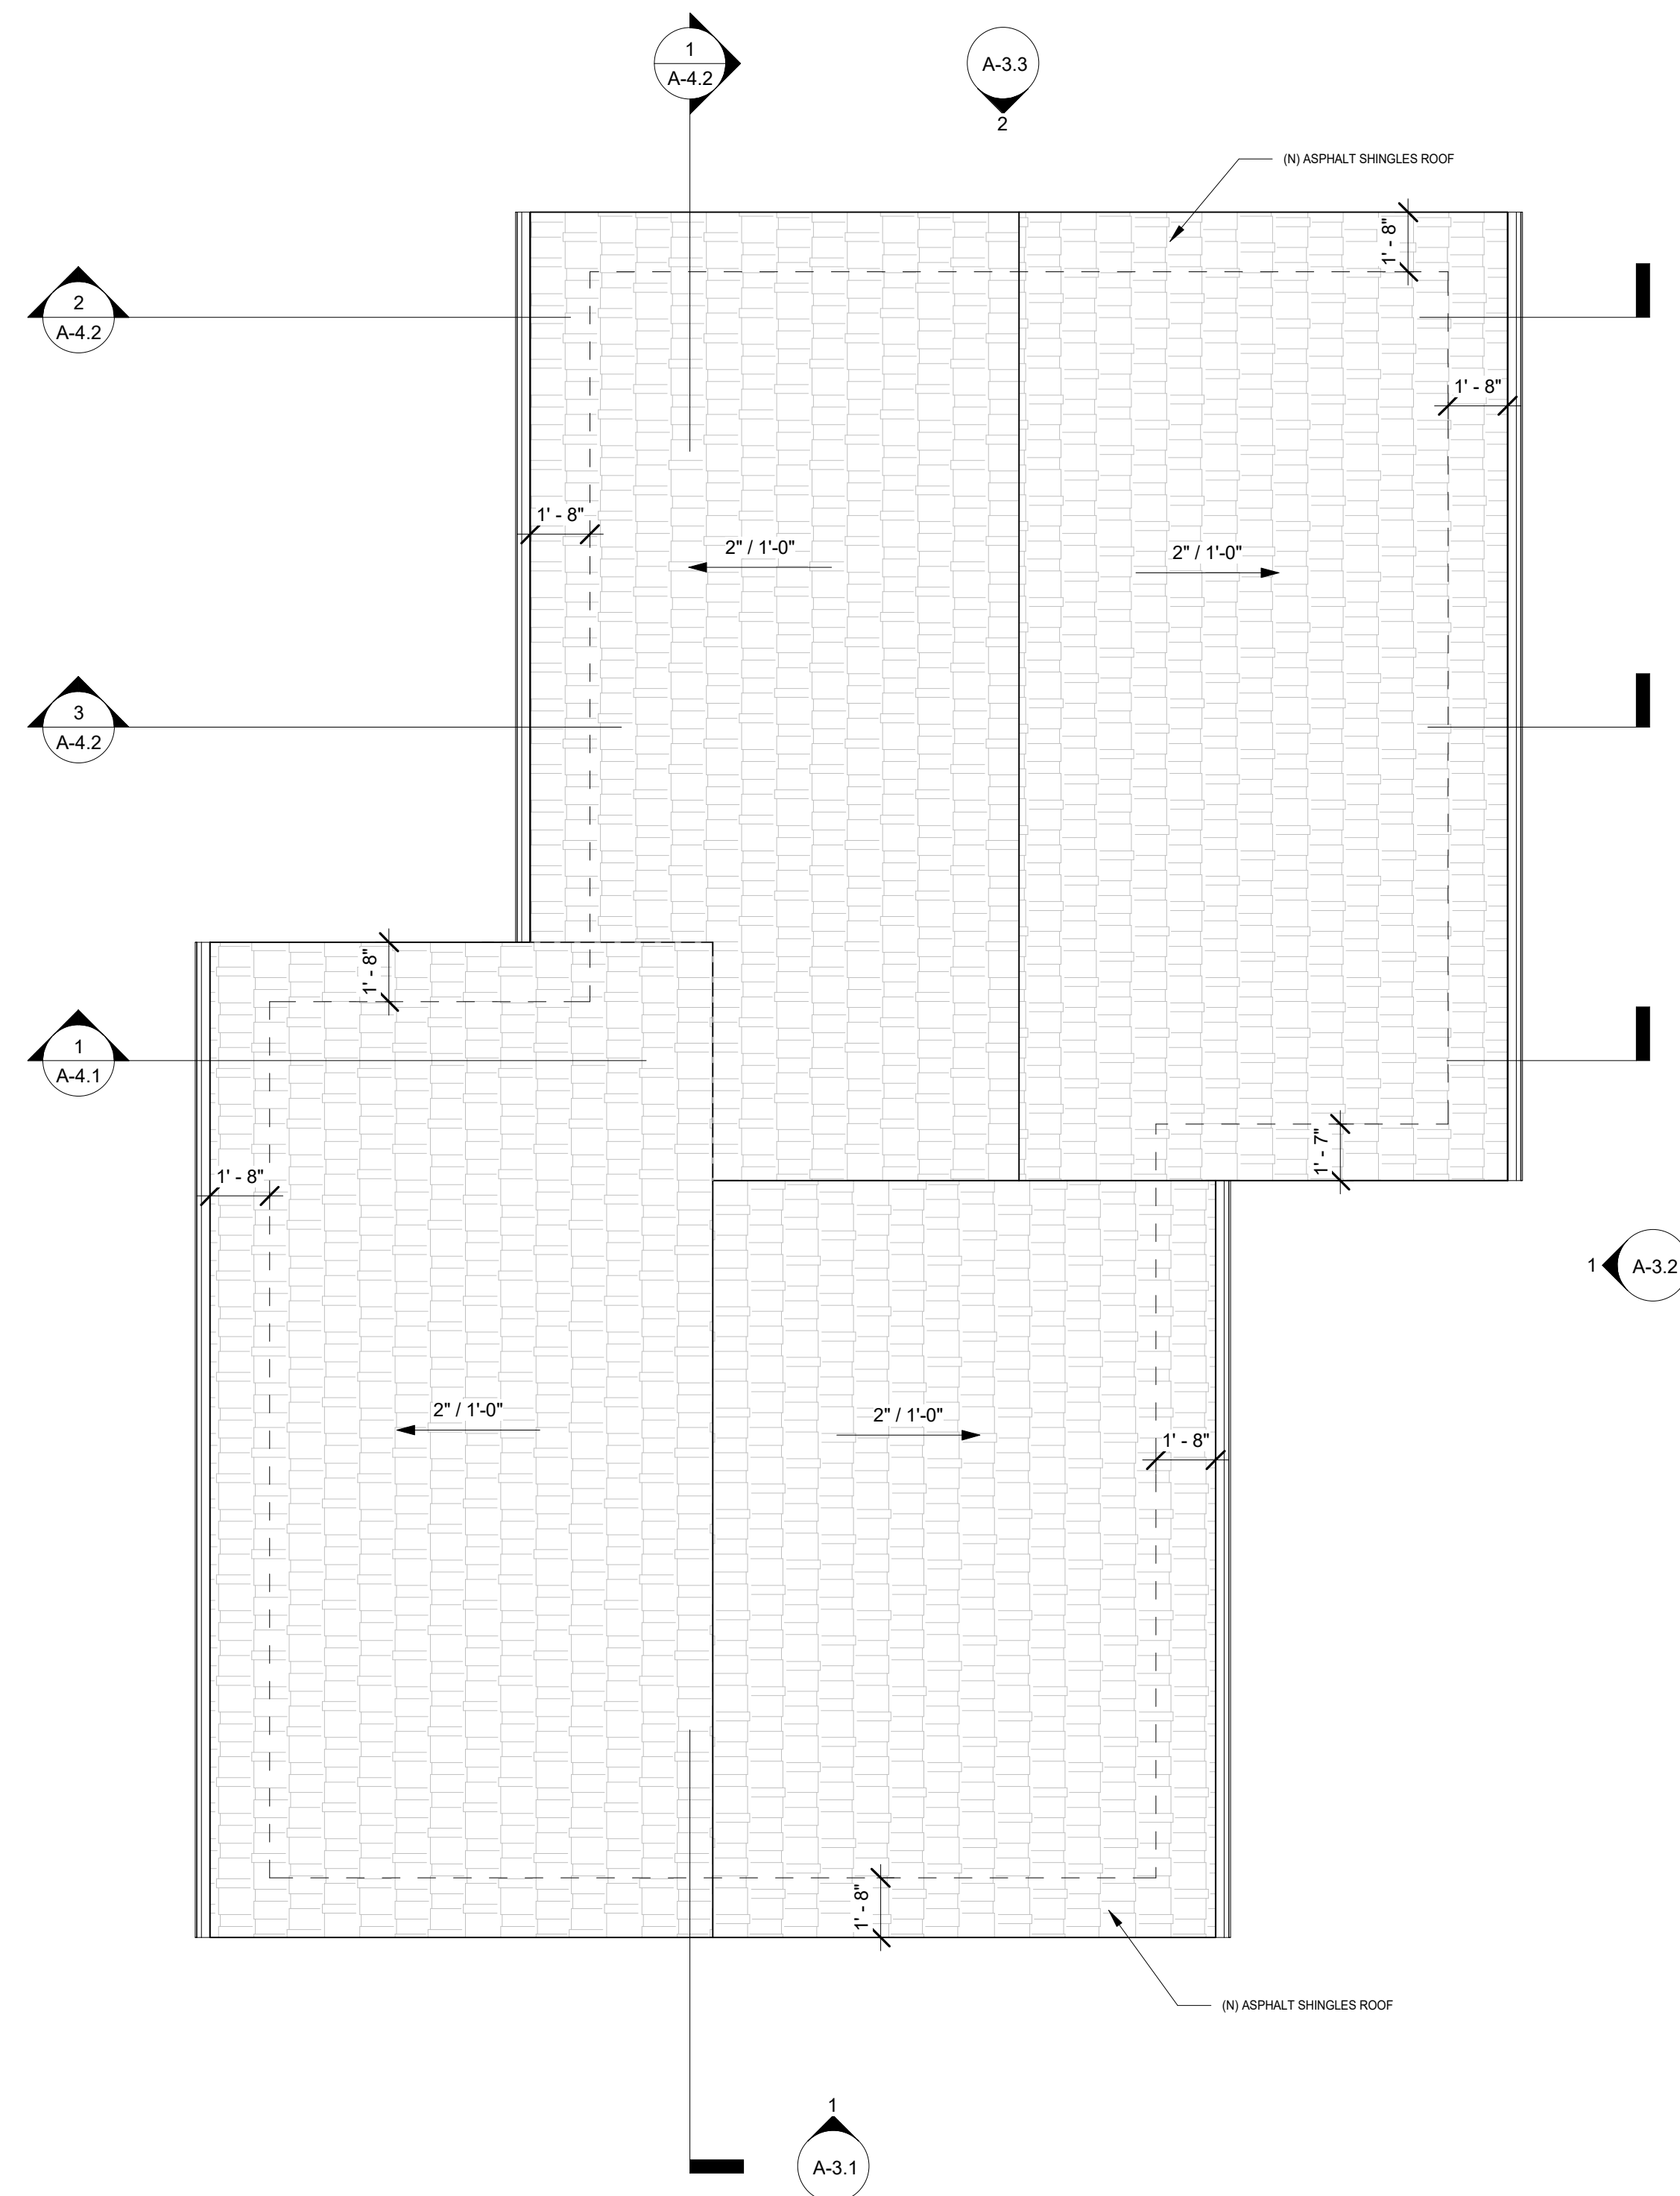 1
A-4.2
A-3.3
2
(N) ASPHALT SHINGLES ROOF
1' - 8"
2
A-4.2
1' - 8"
1' - 8"
2" / 1'-0"
2" / 1'-0"
3
A-4.2
1' - 8"
1
A-4.1
1' - 7"
1' - 8"
1
A-3.2
2" / 1'-0"
2" / 1'-0"
1' - 8"
1' - 8"
(N) ASPHALT SHINGLES ROOF
1
A-3.1